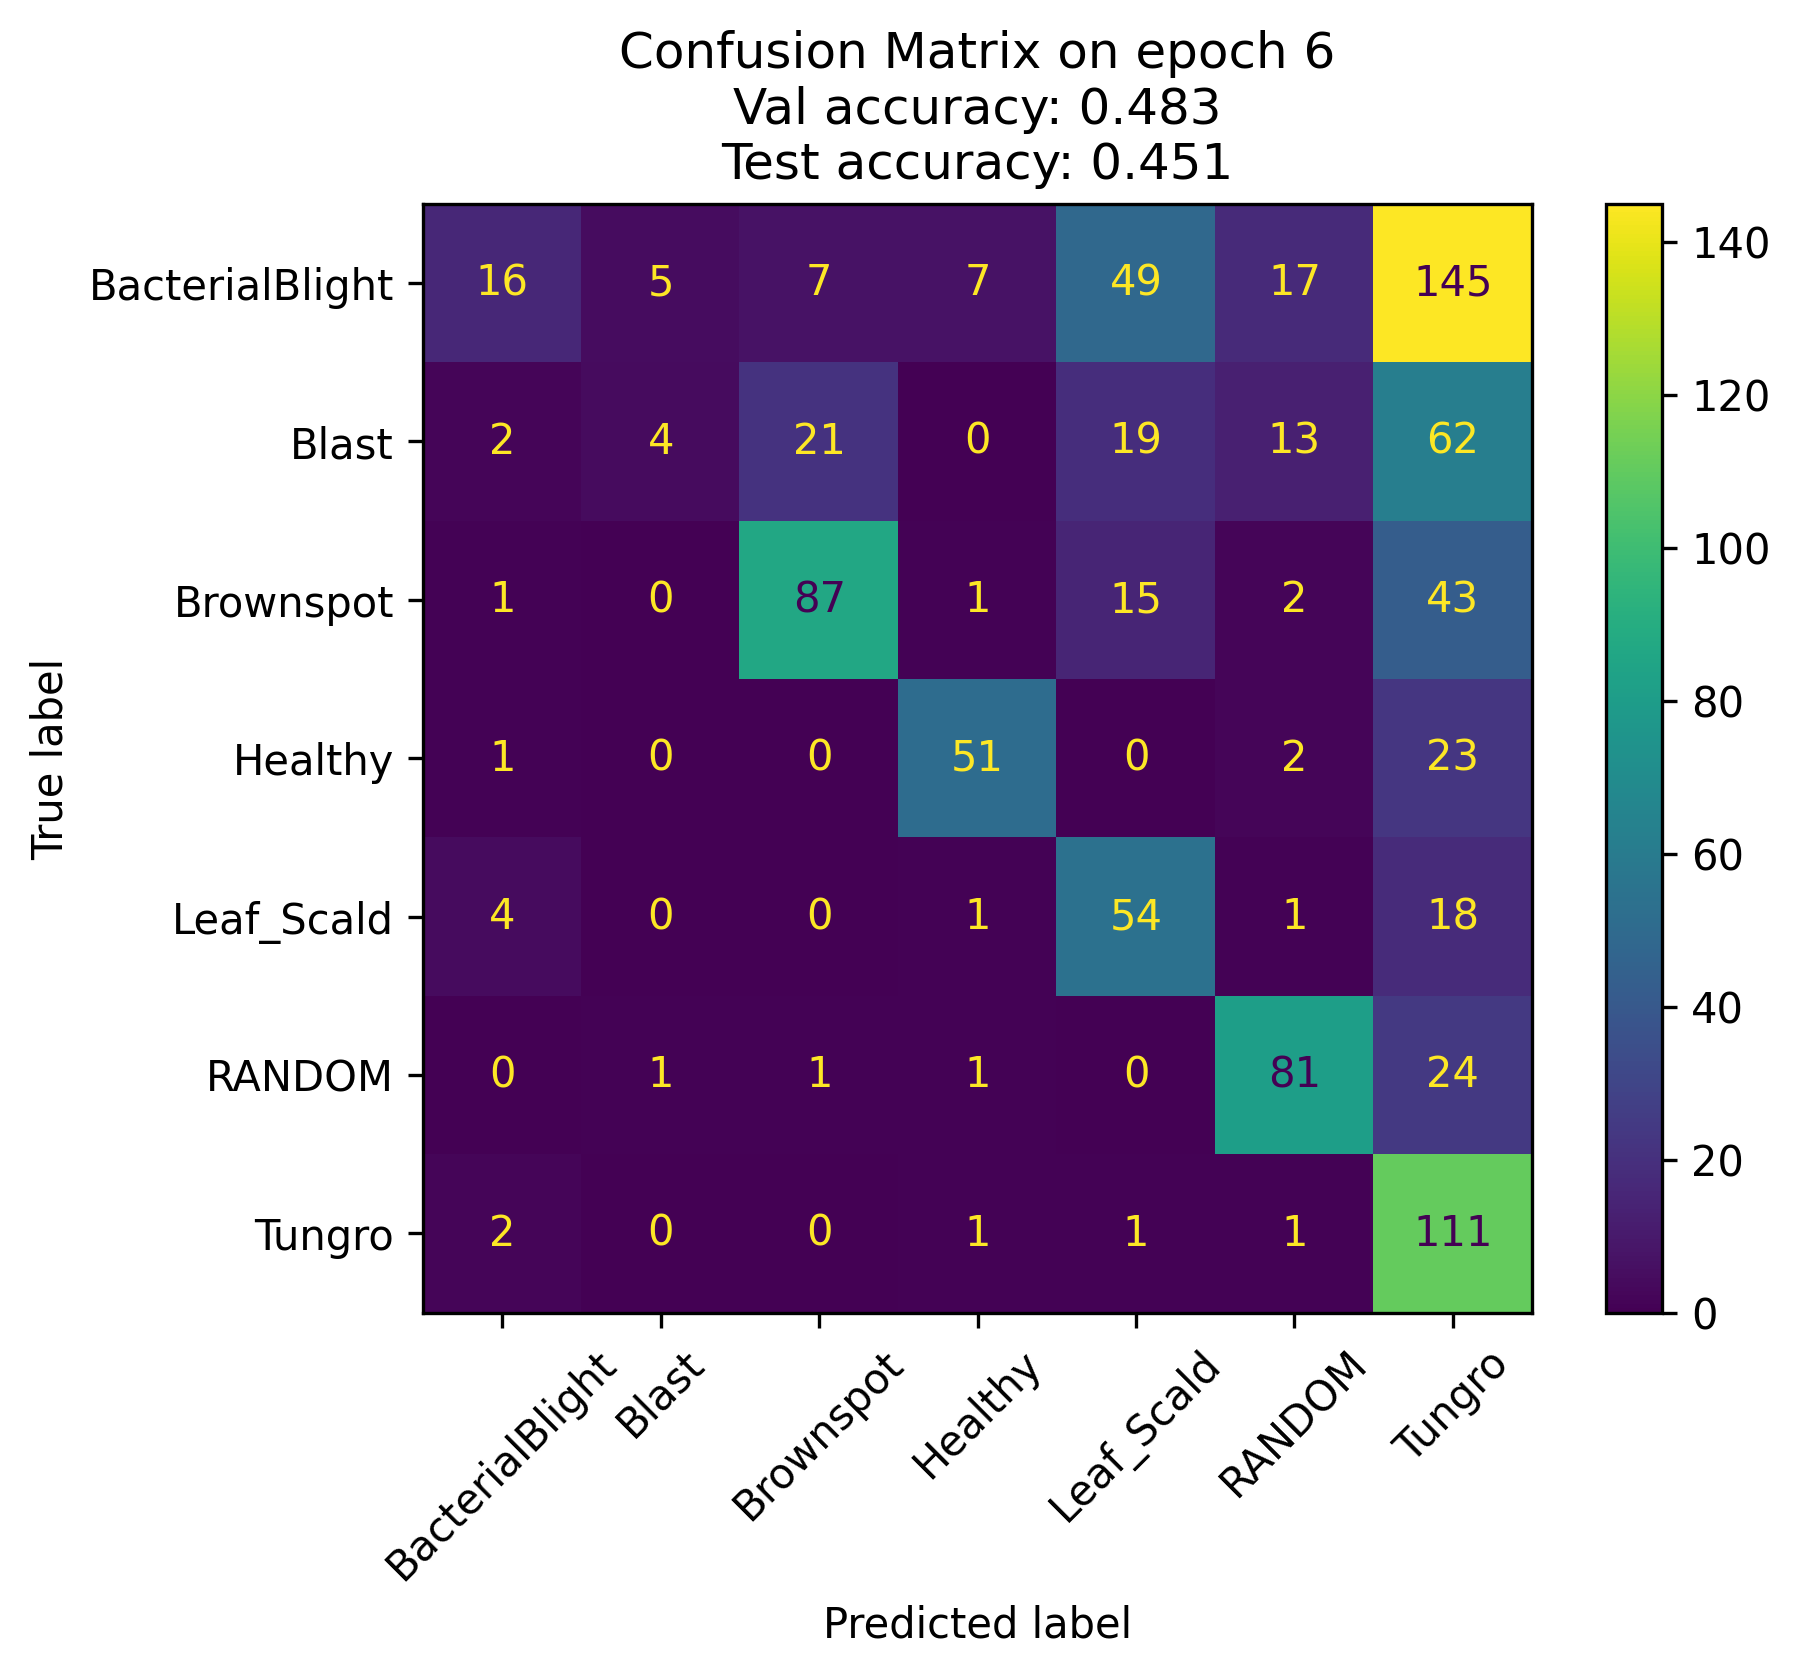 Confusion Matrix on epoch 6
Val accuracy: 0.483
Test accuracy: 0.451
True label
BacterialBlight 16 5 7 7 49 17 145
Blast 2 4 21 0 19 13 62
Brownspot 1 0 87 1 15 2 43
Healthy 1 0 0 51 0 2 23
Leaf_Scald 4 0 0 1 54 1 18
RANDOM 0 1 1 1 0 81 24
Tungro 2 0 0 1 1 1 111
BacterialBlight Blast Brownspot Healthy Leaf_Scald RANDOM Tungro
Predicted label
140
120
100
80
60
40
20
0